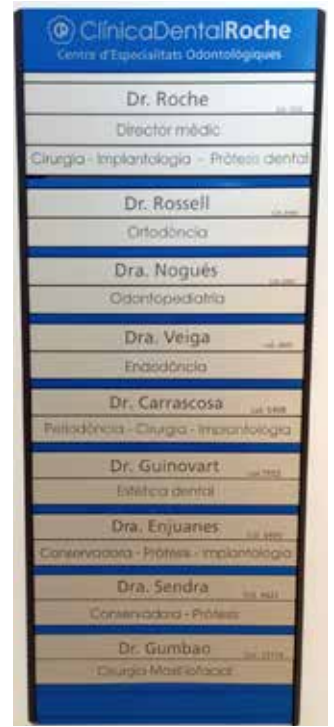 ClínicaDentalRoche
Centre d'Especialitats Odontològiques
Dr. Roche
Director mèdic
Cirurgia - Implantologia - Pròtesis dental
Dr. Rossell
Ortodòncia
Dra. Nogués
Odontopediatria
Dra. Veiga
Endodòncia
Dr. Carrascosa
Periodòncia - Cirurgia - Implantologia
Dr. Guinovart
Estètica dental
Dra. Enjuanes
Conservadora - Pròtesis - Implantologia
Dra. Sendra
Conservadora - Pròtesis
Dr. Gumbao
Cirurgia Maxil·lofacial